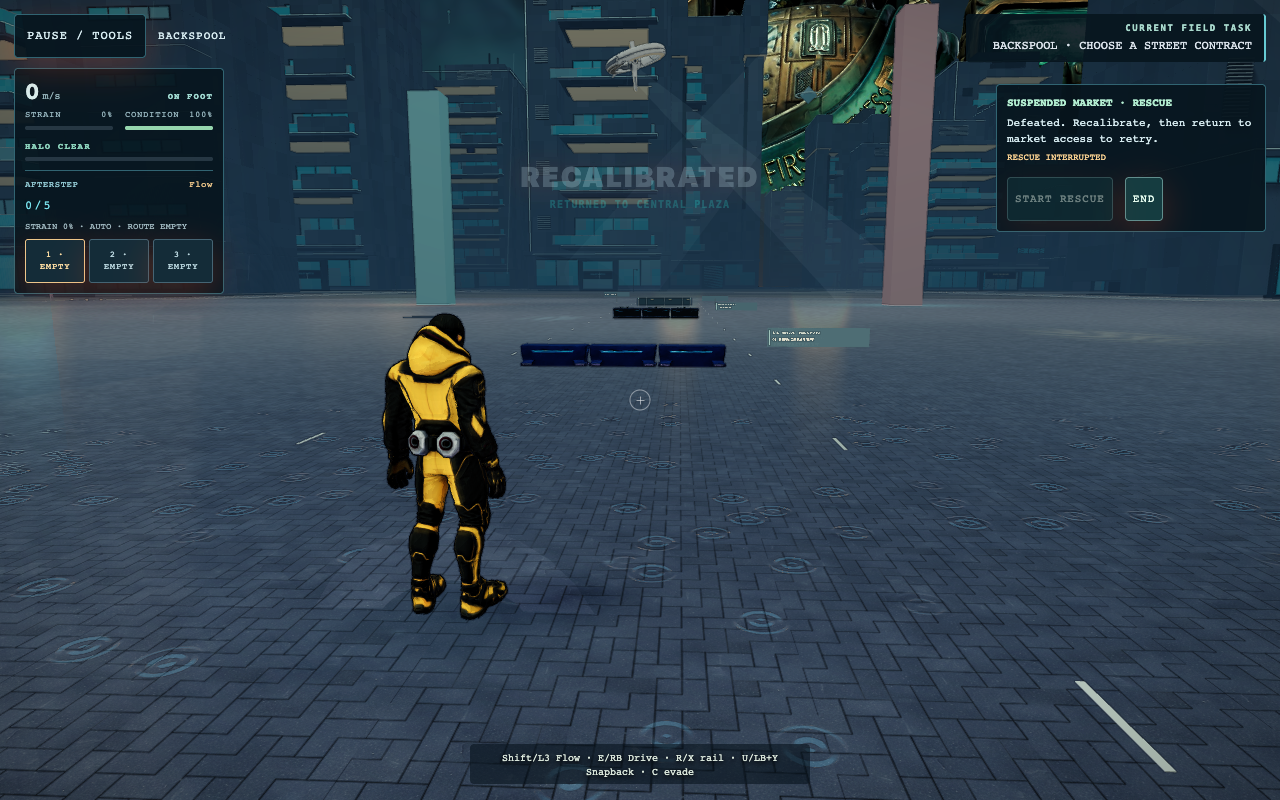 PAUSE / TOOLS
BACKSPOOL
CURRENT FIELD TASK
BACKSPOOL · CHOOSE A STREET CONTRACT
0 m/s
ON FOOT
STRAIN 0% CONDITION 100%
HALO CLEAR
AFTERSTEP Flow
0/5
STRAIN 0% · AUTO · ROUTE EMPTY
1 · EMPTY
2 · EMPTY
3 · EMPTY
SUSPENDED MARKET · RESCUE
Defeated. Recalibrate, then return to
market access to retry.
RESCUE INTERRUPTED
START RESCUE
END
RECALIBRATED
RETURNED TO CENTRAL PLAZA
FIRS
Shift/L3 Flow · E/RB Drive · R/X rail · U/LB+Y
Snapback · C evade